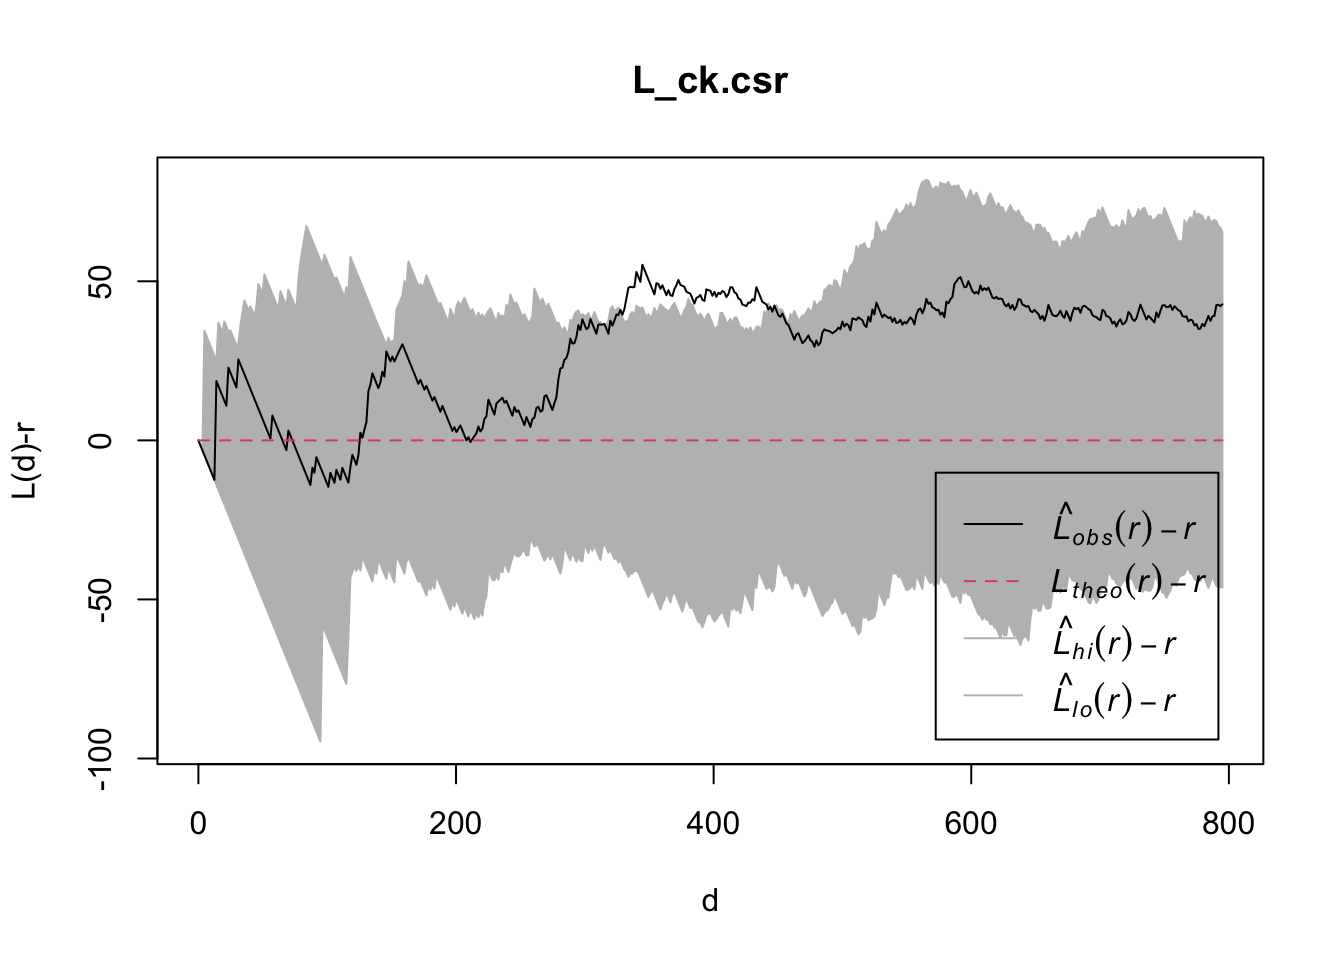 L_ck.csr
L(d)-r
50
0
-50
-100
L̂obs(r) – r
Ltheo(r) – r
L̂hi(r) – r
L̂lo(r) – r
0 200 400 600 800
d